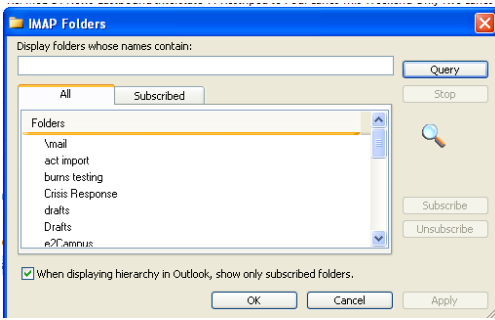 IMAP Folders
Display folders whose names contain:
Query
All
Subscribed
Stop
Folders
\mail
act import
burns testing
Crisis Response
drafts
Subscribe
Drafts
Unsubscribe
e2Campus
When displaying hierarchy in Outlook, show only subscribed folders.
OK
Cancel
Apply